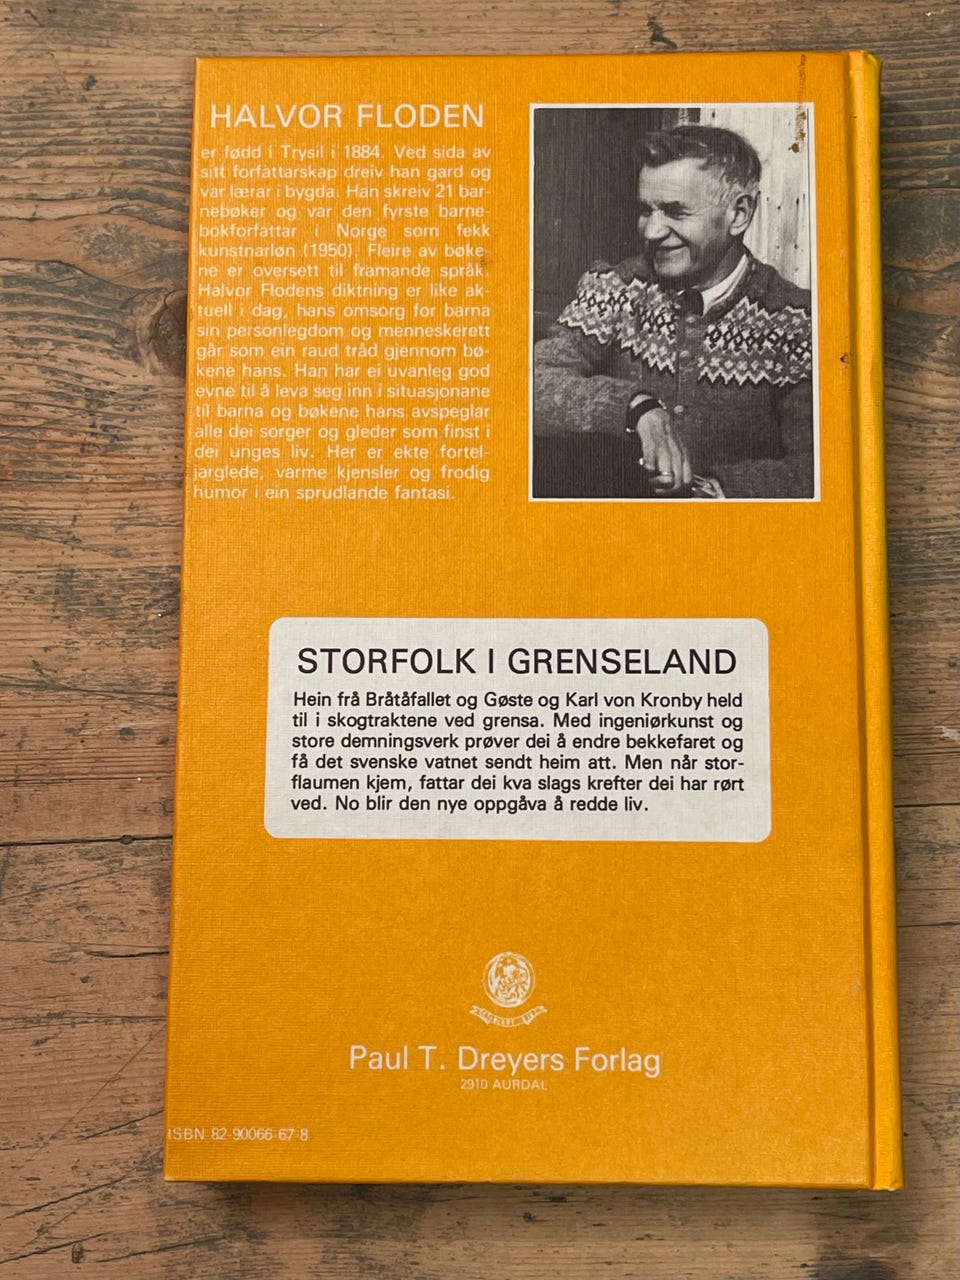 HALVOR FLODEN
er fødd i Trysil i 1884. Ved sida av
sitt forfattarskap dreiv han gard og
var lærar i bygda. Han skreiv 21 bar-
nebøker og var den fyrste barne-
bokforfattar i Norge som fekk
kunstnarløn (1950). Fleire av bøke-
ne er oversett til framande språk.
Halvor Flodens diktning er like ak-
tuell i dag, hans omsorg for barna
sin personlegdom og menneskerett
går som ein raud tråd gjennom bø-
kene hans. Han har ei uvanleg god
evne til å leva seg inn i situasjonane
til barna og bøkene hans avspeglar
alle dei sorger og gleder som finst i
dei unges liv. Her er ekte fortel-
jarglede, varme kjensler og frodig
humor i ein sprudlande fantasi.
STORFOLK I GRENSELAND
Hein frå Bråtåfallet og Gøste og Karl von Kronby held
til i skogtraktene ved grensa. Med ingeniørkunst og
store demningsverk prøver dei å endre bekkefaret og
få det svenske vatnet sendt heim att. Men når stor-
flaumen kjem, fattar dei kva slags krefter dei har rørt
ved. No blir den nye oppgåva å redde liv.
Paul T. Dreyers Forlag
2910 AURDAL
ISBN 82-90066-67-8